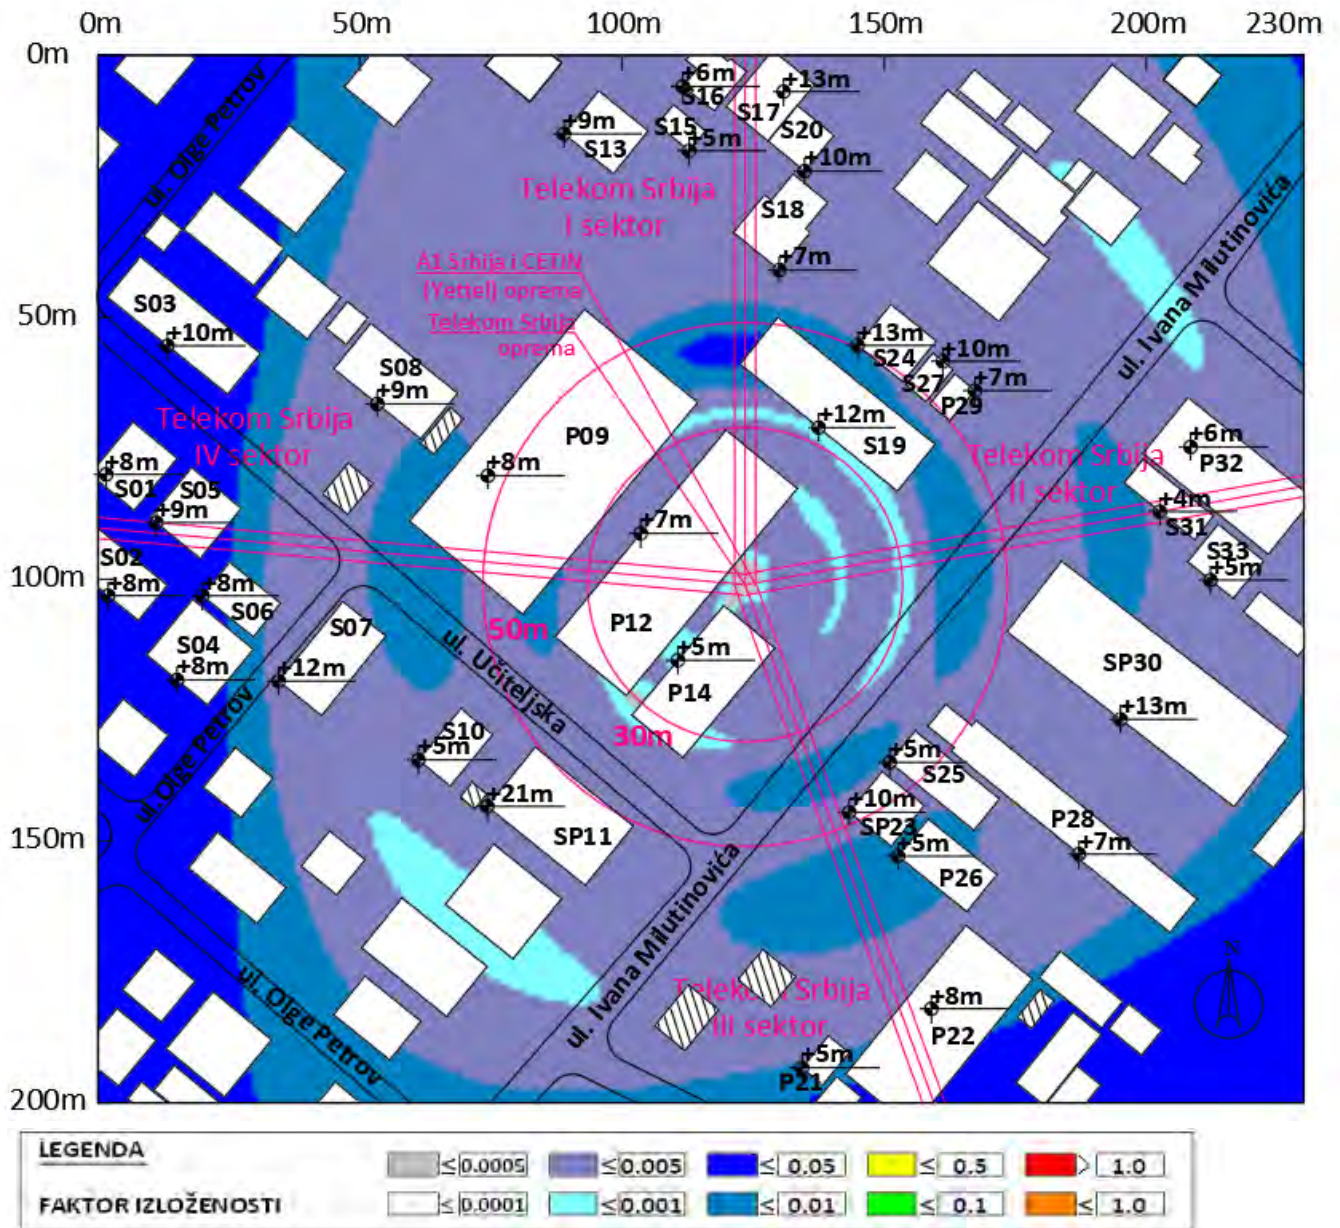 0m 50m 100m 150m 200m 230m
0m
50m
100m
150m
200m
ul. Olge Petrov
+6m
S16
+13m
S17
+9m
S13
S15
+5m
S20
+10m
Telekom Srbija
I sektor
S18
+7m
A1 Srbija i CETIN
(Yettel) oprema
Telekom Srbija
oprema
ul. Ivana Milutinovića
S03
+10m
S08
+9m
+13m
S24
+10m
S27
+7m
P29
+12m
S19
P09
+8m
Telekom Srbija
IV sektor
Telekom Srbija
II sektor
+6m
P32
+4m
S31
S33
+5m
+8m
S01
S05
+9m
S02
+8m
+8m
S06
S04
+8m
S07
+12m
+7m
P12
+5m
P14
50m
30m
ul. Učiteljska
SP30
+13m
ul. Olge Petrov
S10
+5m
+21m
SP11
+5m
S25
+10m
SP23
+5m
P26
P28
+7m
ul. Ivana Milutinovića
ul. Olge Petrov
Telekom Srbija
III sektor
+8m
P22
+5m
P21
N
LEGENDA
≤ 0.0005 ≤ 0.005 ≤ 0.05 ≤ 0.5 > 1.0
FAKTOR IZLOŽENOSTI
≤ 0.0001 ≤ 0.001 ≤ 0.01 ≤ 0.1 ≤ 1.0